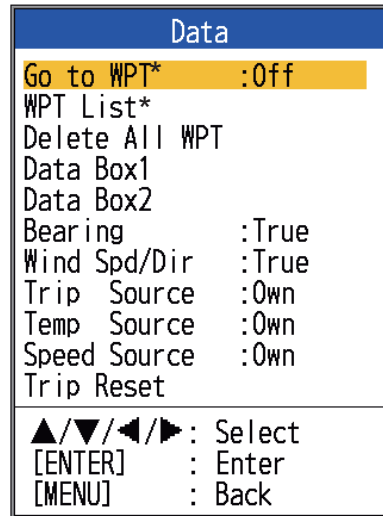 Data
Go to WPT* :Off
WPT List*
Delete All WPT
Data Box1
Data Box2
Bearing :True
Wind Spd/Dir :True
Trip Source :Own
Temp Source :Own
Speed Source :Own
Trip Reset
▲/▼/◀/▶: Select
[ENTER] : Enter
[MENU] : Back